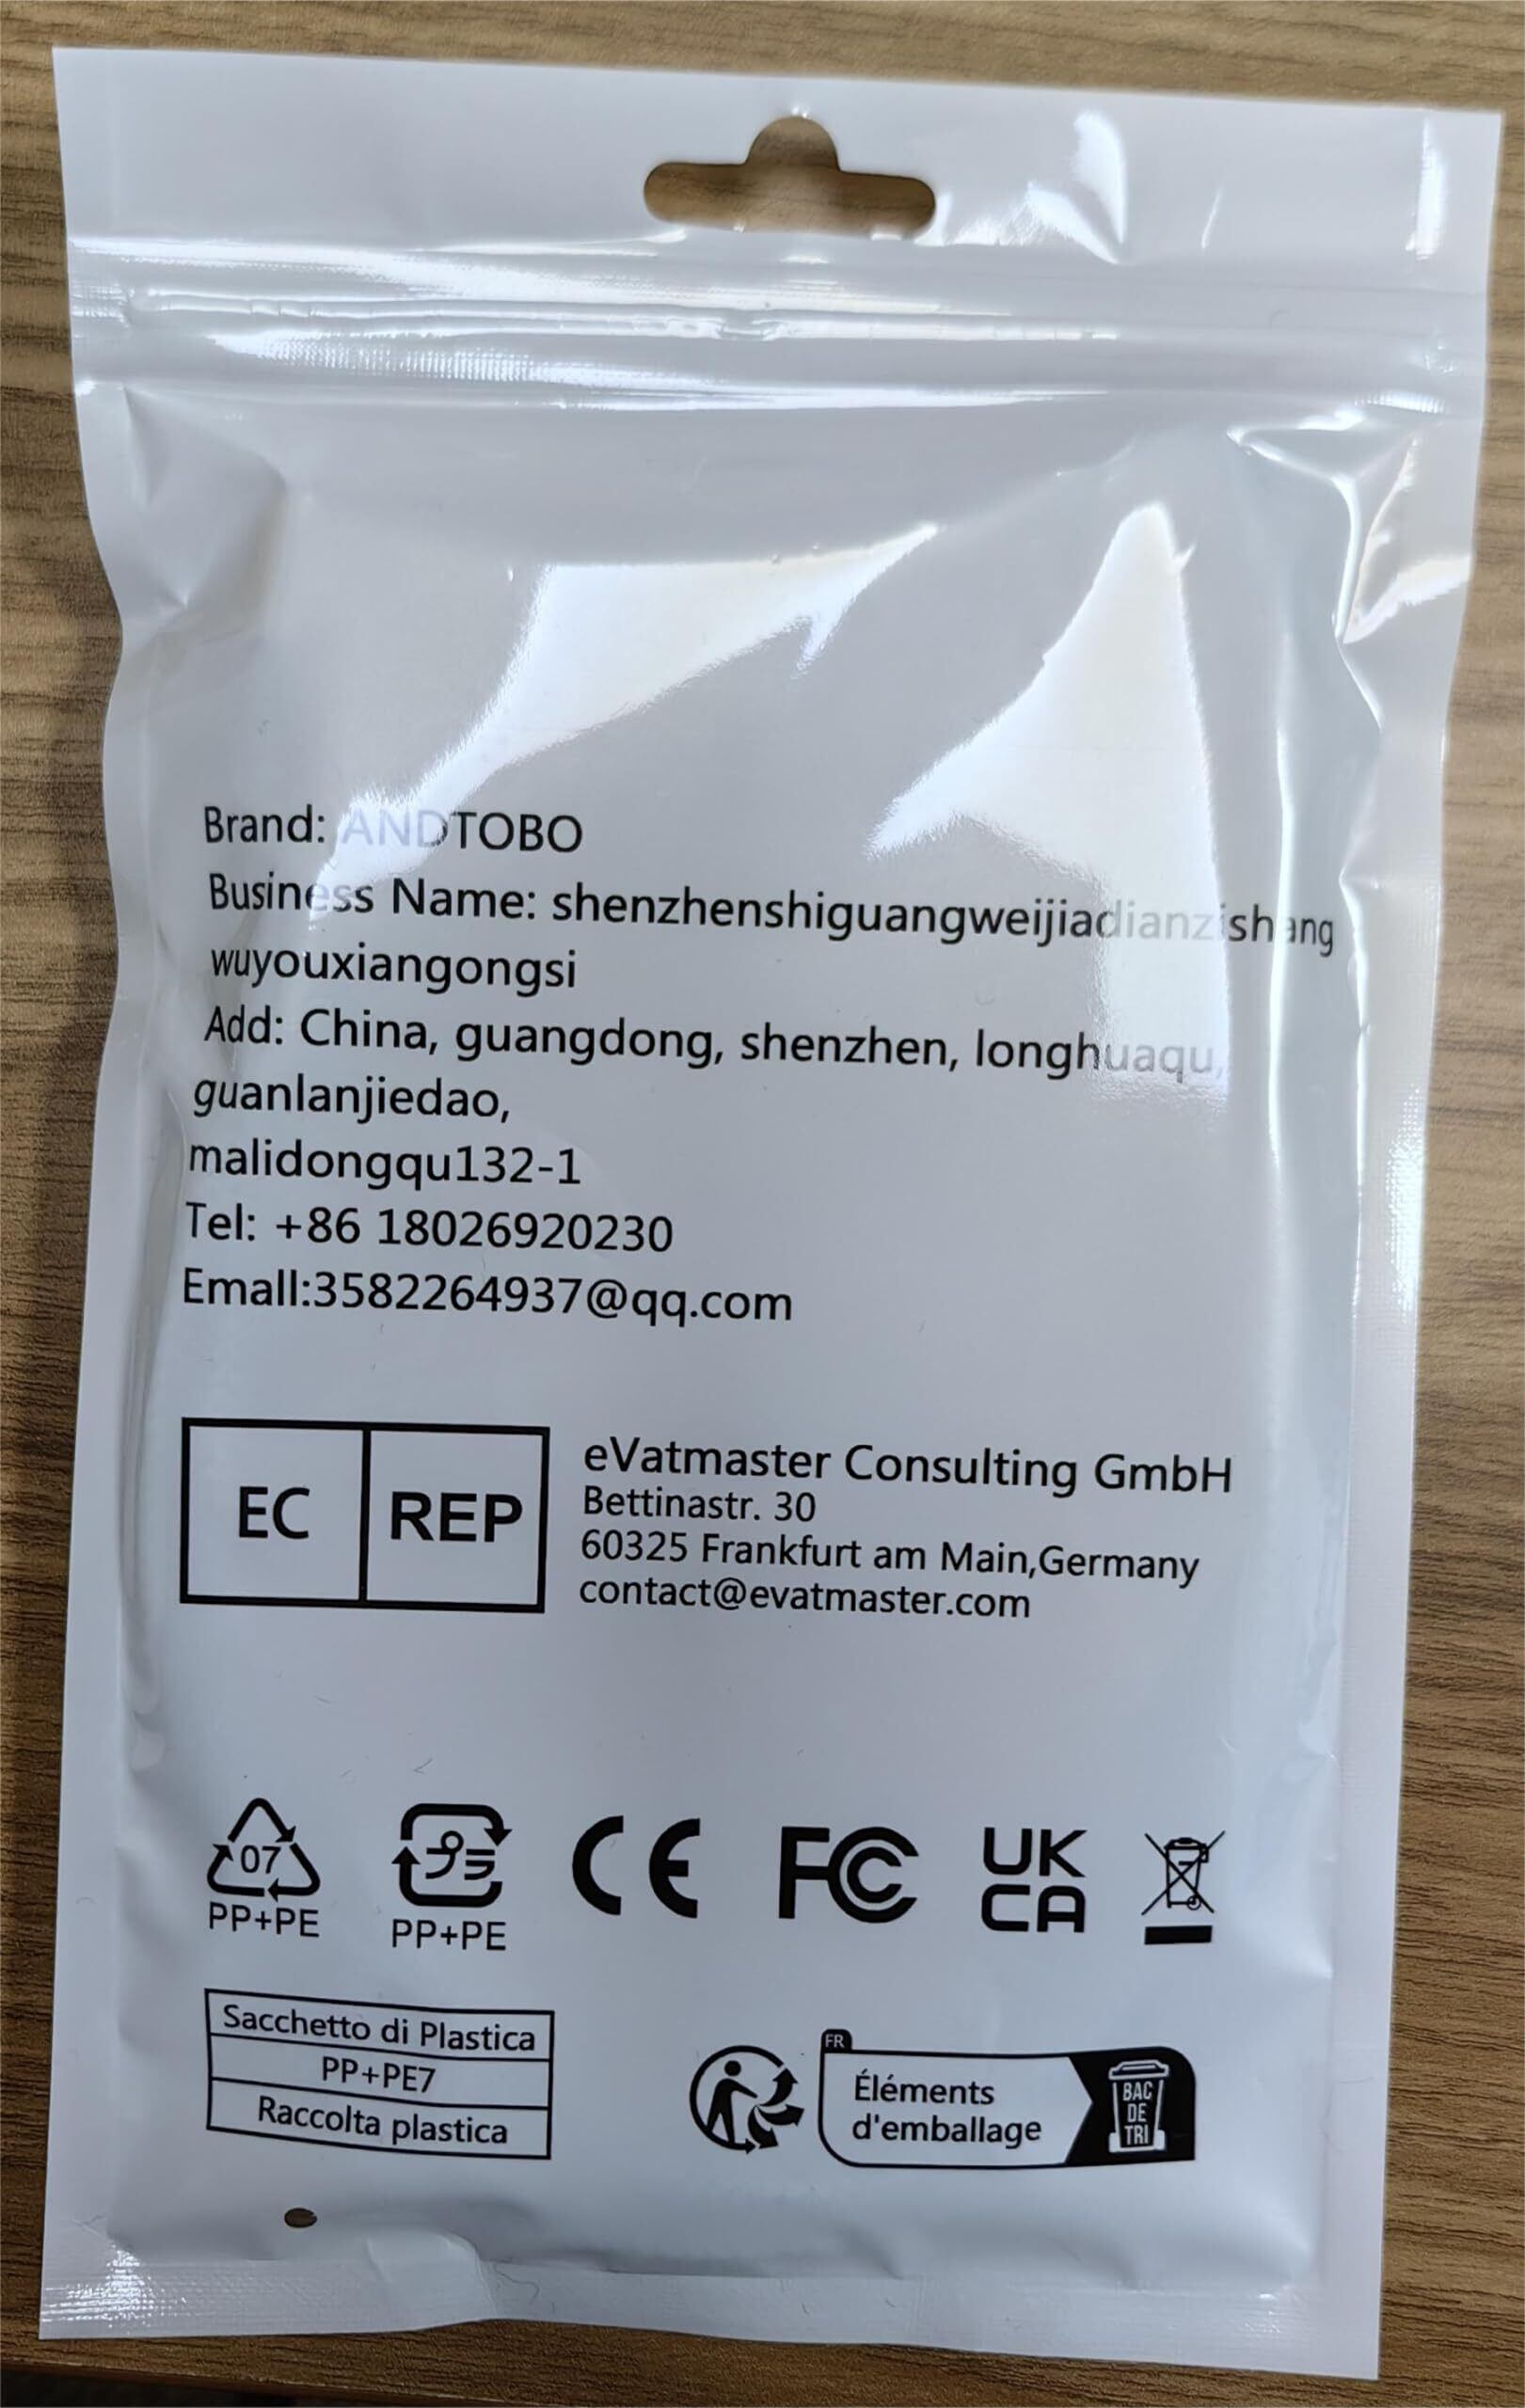 Brand: ANDTOBO
Business Name: shenzhenshiguangweijiadianzishang
wuyouxiangongsi
Add: China, guangdong, shenzhen, longhuaqu,
guanlanjiedao,
malidongqu132-1
Tel: +86 18026920230
Emall:3582264937@qq.com
EC REP
eVatmaster Consulting GmbH
Bettinastr. 30
60325 Frankfurt am Main,Germany
contact@evatmaster.com
07
PP+PE
プラ
PP+PE
CE
FC
UK
CA
Sacchetto di Plastica
PP+PE7
Raccolta plastica
FR
Éléments
d'emballage
BAC
DE
TRI